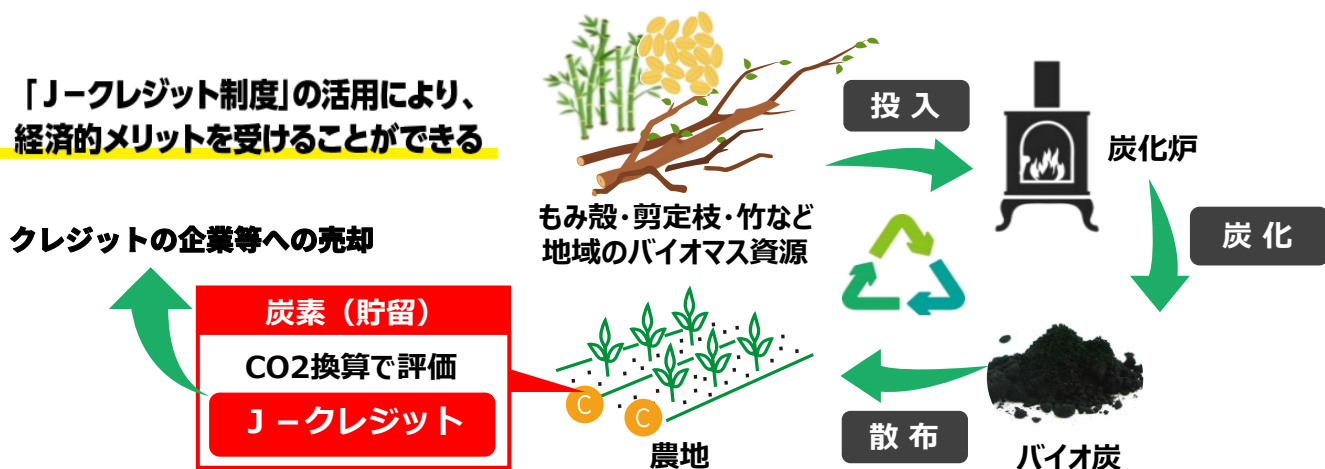 「Jークレジット制度」の活用により、
経済的メリットを受けることができる
クレジットの企業等への売却
炭素（貯留）
CO2換算で評価
Jークレジット
もみ殻・剪定枝・竹など
地域のバイオマス資源
投入
炭化炉
炭化
バイオ炭
散布
農地
C
C